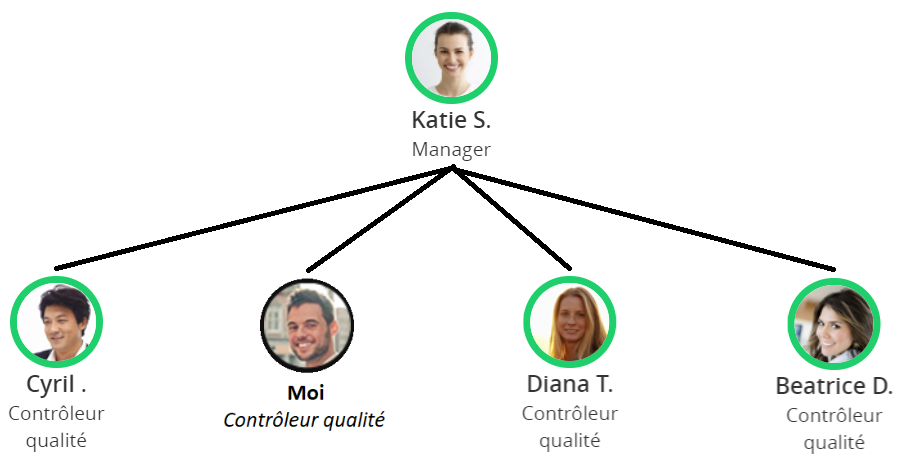 Katie S.
Manager
Cyril .
Contrôleur
qualité
Moi
Contrôleur qualité
Diana T.
Contrôleur
qualité
Beatrice D.
Contrôleur
qualité